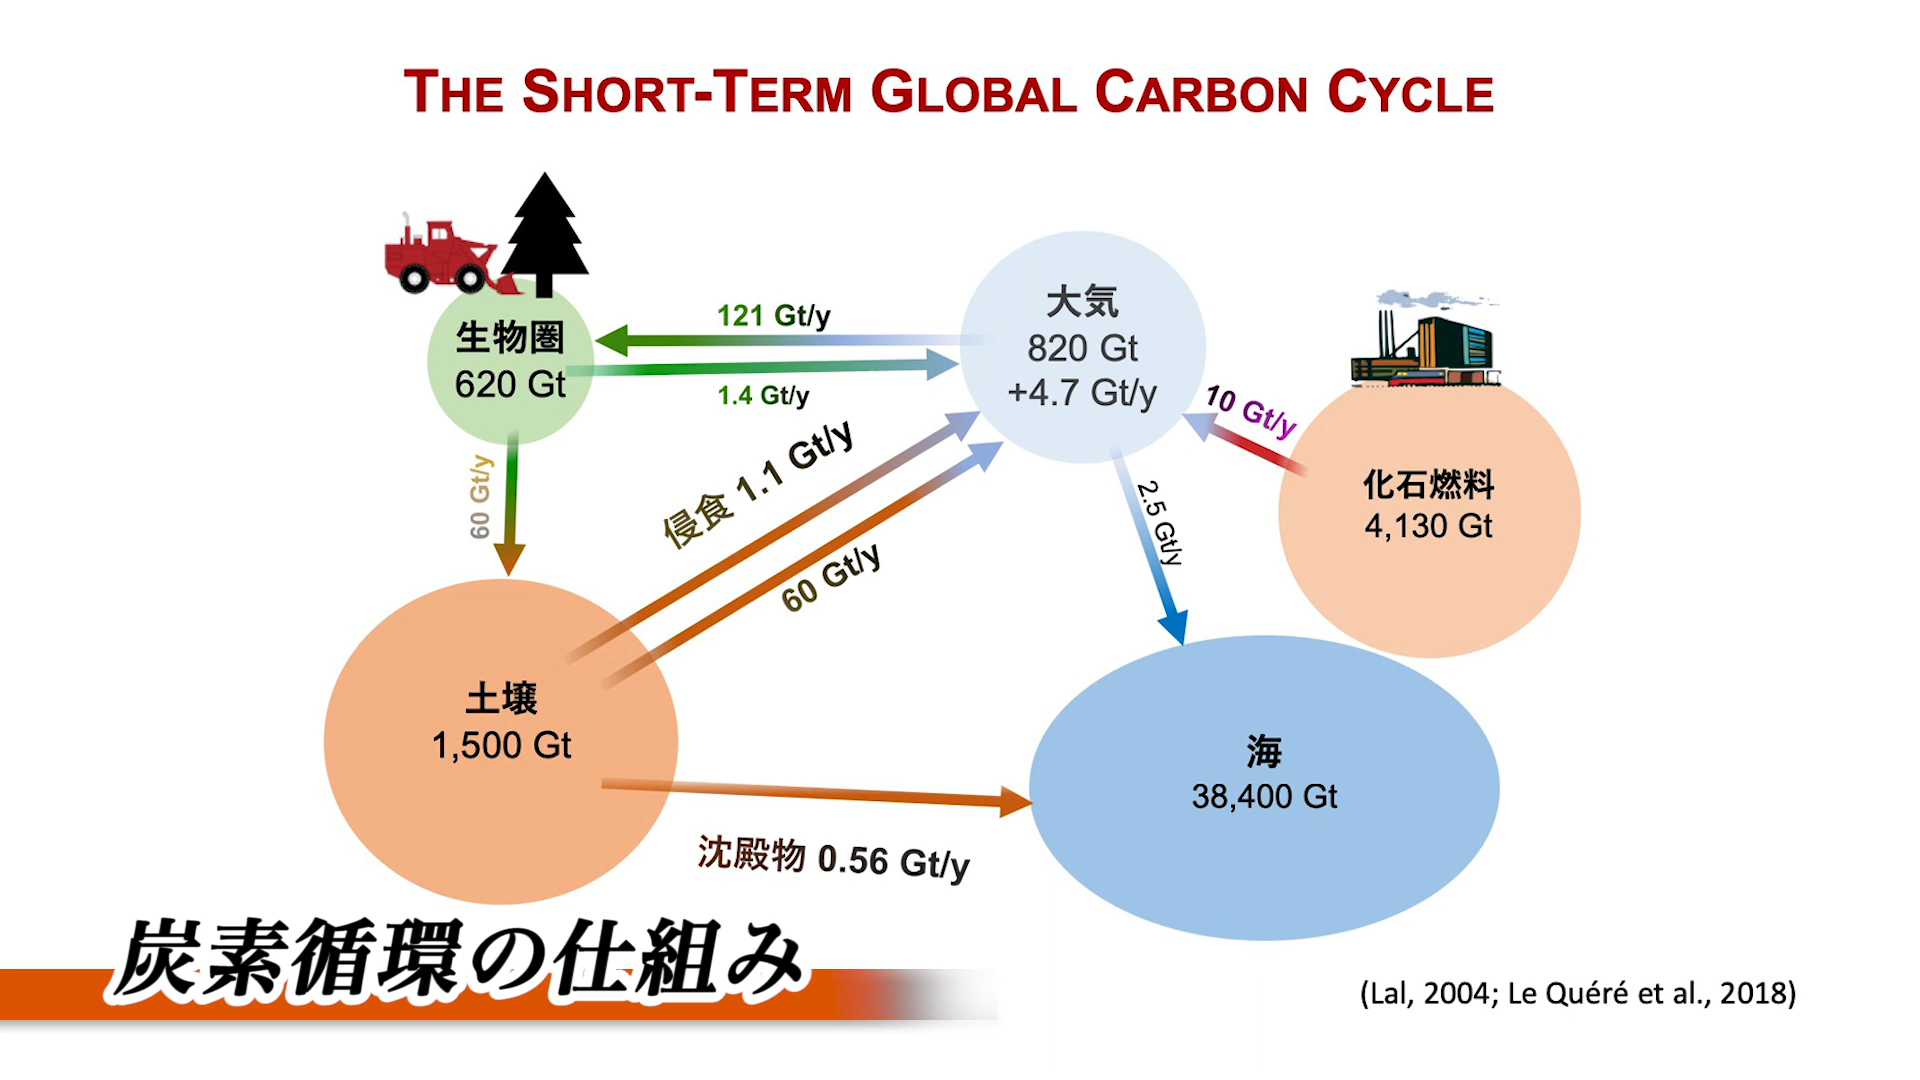 THE SHORT-TERM GLOBAL CARBON CYCLE
生物圏
620 Gt
121 Gt/y
1.4 Gt/y
大気
820 Gt
+4.7 Gt/y
10 Gt/y
化石燃料
4,130 Gt
60 Gt/y
侵食 1.1 Gt/y
60 Gt/y
2.5 Gt/y
土壌
1,500 Gt
海
38,400 Gt
沈殿物 0.56 Gt/y
炭素循環の仕組み
(Lal, 2004; Le Quéré et al., 2018)